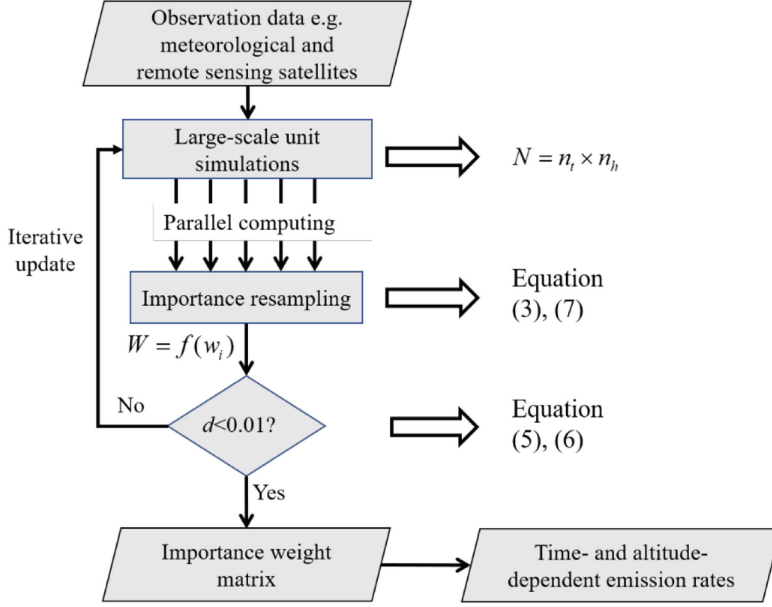 Observation data e.g.
meteorological and
remote sensing satellites
Large-scale unit
simulations
N = n_t × n_h
Parallel computing
Iterative
update
Importance resampling
Equation
(3), (7)
W = f(w_i)
No
d<0.01?
Equation
(5), (6)
Yes
Importance weight
matrix
Time- and altitude-
dependent emission rates